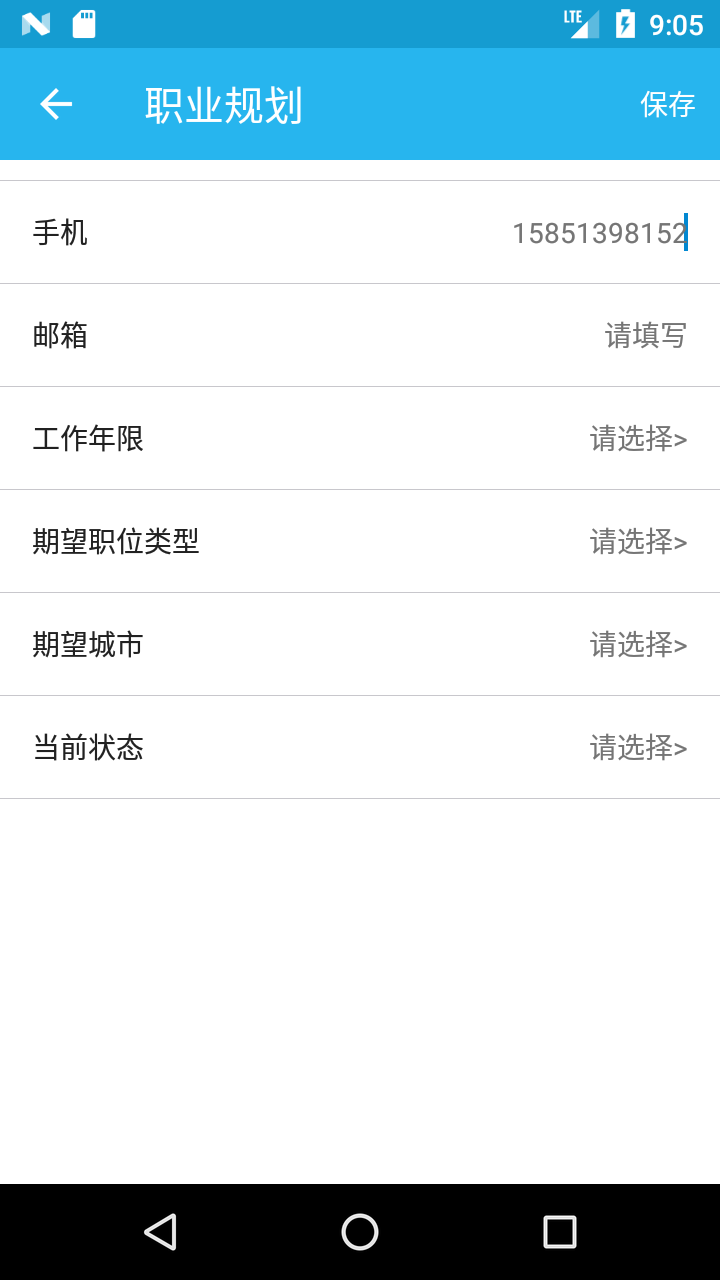 LTE 9:05
职业规划 保存
手机 15851398152
邮箱 请填写
工作年限 请选择>
期望职位类型 请选择>
期望城市 请选择>
当前状态 请选择>